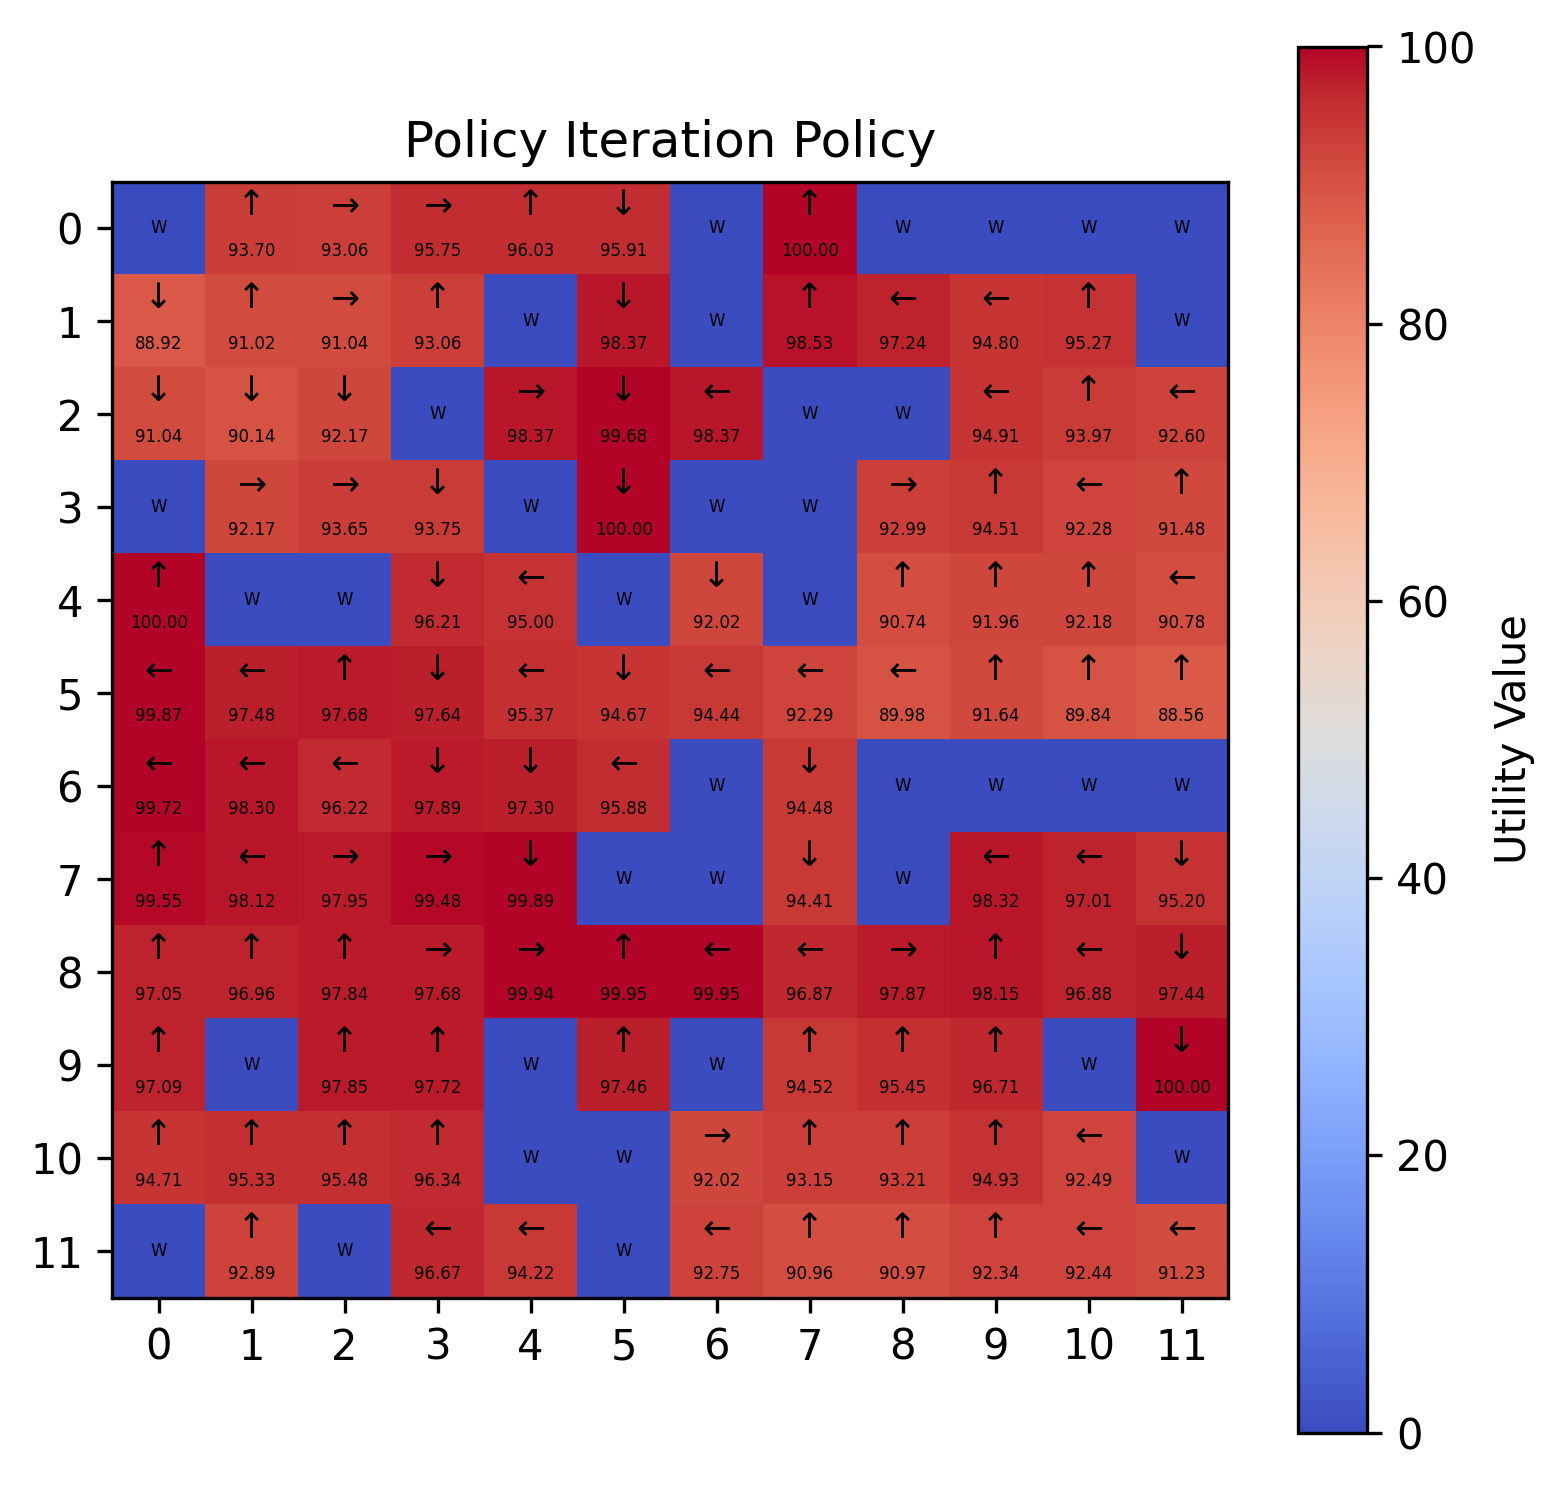 Policy Iteration Policy
0 W ↑ → → ↑ ↓ W ↑ W W W W
93.70 93.06 95.75 96.03 95.91 100.00
1 ↓ ↑ → ↑ W ↓ W ↑ ← ← ↑ W
88.92 91.02 91.04 93.06 98.37 98.53 97.24 94.80 95.27
2 ↓ ↓ ↓ W → ↓ ← W W ← ↑ ←
91.04 90.14 92.17 98.37 99.68 98.37 94.91 93.97 92.60
3 W → → ↓ W ↓ W W → ↑ ← ↑
92.17 93.65 93.75 100.00 92.99 94.51 92.28 91.48
4 ↑ W W ↓ ← W ↓ W ↑ ↑ ↑ ←
100.00 96.21 95.00 92.02 90.74 91.96 92.18 90.78
5 ← ← ↑ ↓ ← ↓ ← ← ← ↑ ↑ ↑
99.87 97.48 97.68 97.64 95.37 94.67 94.44 92.29 89.98 91.64 89.84 88.56
6 ← ← ← ↓ ↓ ← W ↓ W W W W
99.72 98.30 96.22 97.89 97.30 95.88 94.48
7 ↑ ← → → ↓ W W ↓ W ← ← ↓
99.55 98.12 97.95 99.48 99.89 94.41 98.32 97.01 95.20
8 ↑ ↑ ↑ → → ↑ ← ← → ↑ ← ↓
97.05 96.96 97.84 97.68 99.94 99.95 99.95 96.87 97.87 98.15 96.88 97.44
9 ↑ W ↑ ↑ W ↑ W ↑ ↑ ↑ W ↓
97.09 97.85 97.72 97.46 94.52 95.45 96.71 100.00
10 ↑ ↑ ↑ ↑ W W → ↑ ↑ ↑ ← W
94.71 95.33 95.48 96.34 92.02 93.15 93.21 94.93 92.49
11 W ↑ W ← ← W ← ↑ ↑ ↑ ← ←
92.89 96.67 94.22 92.75 90.96 90.97 92.34 92.44 91.23
0 1 2 3 4 5 6 7 8 9 10 11
100
80
60
40
20
0
Utility Value